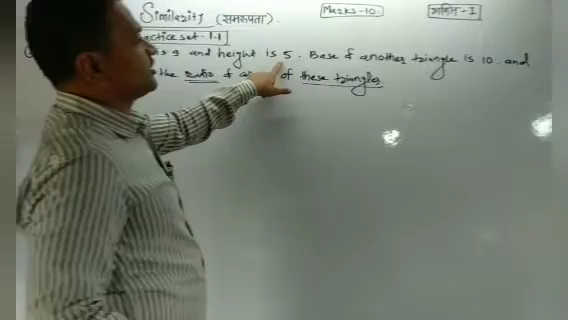 Similarity (समरूपता). Marks-10. गणित-I
Practice set-1.1
is 9 and height is 5. Base of another triangle is 10. and
the ratio of of these triangles.